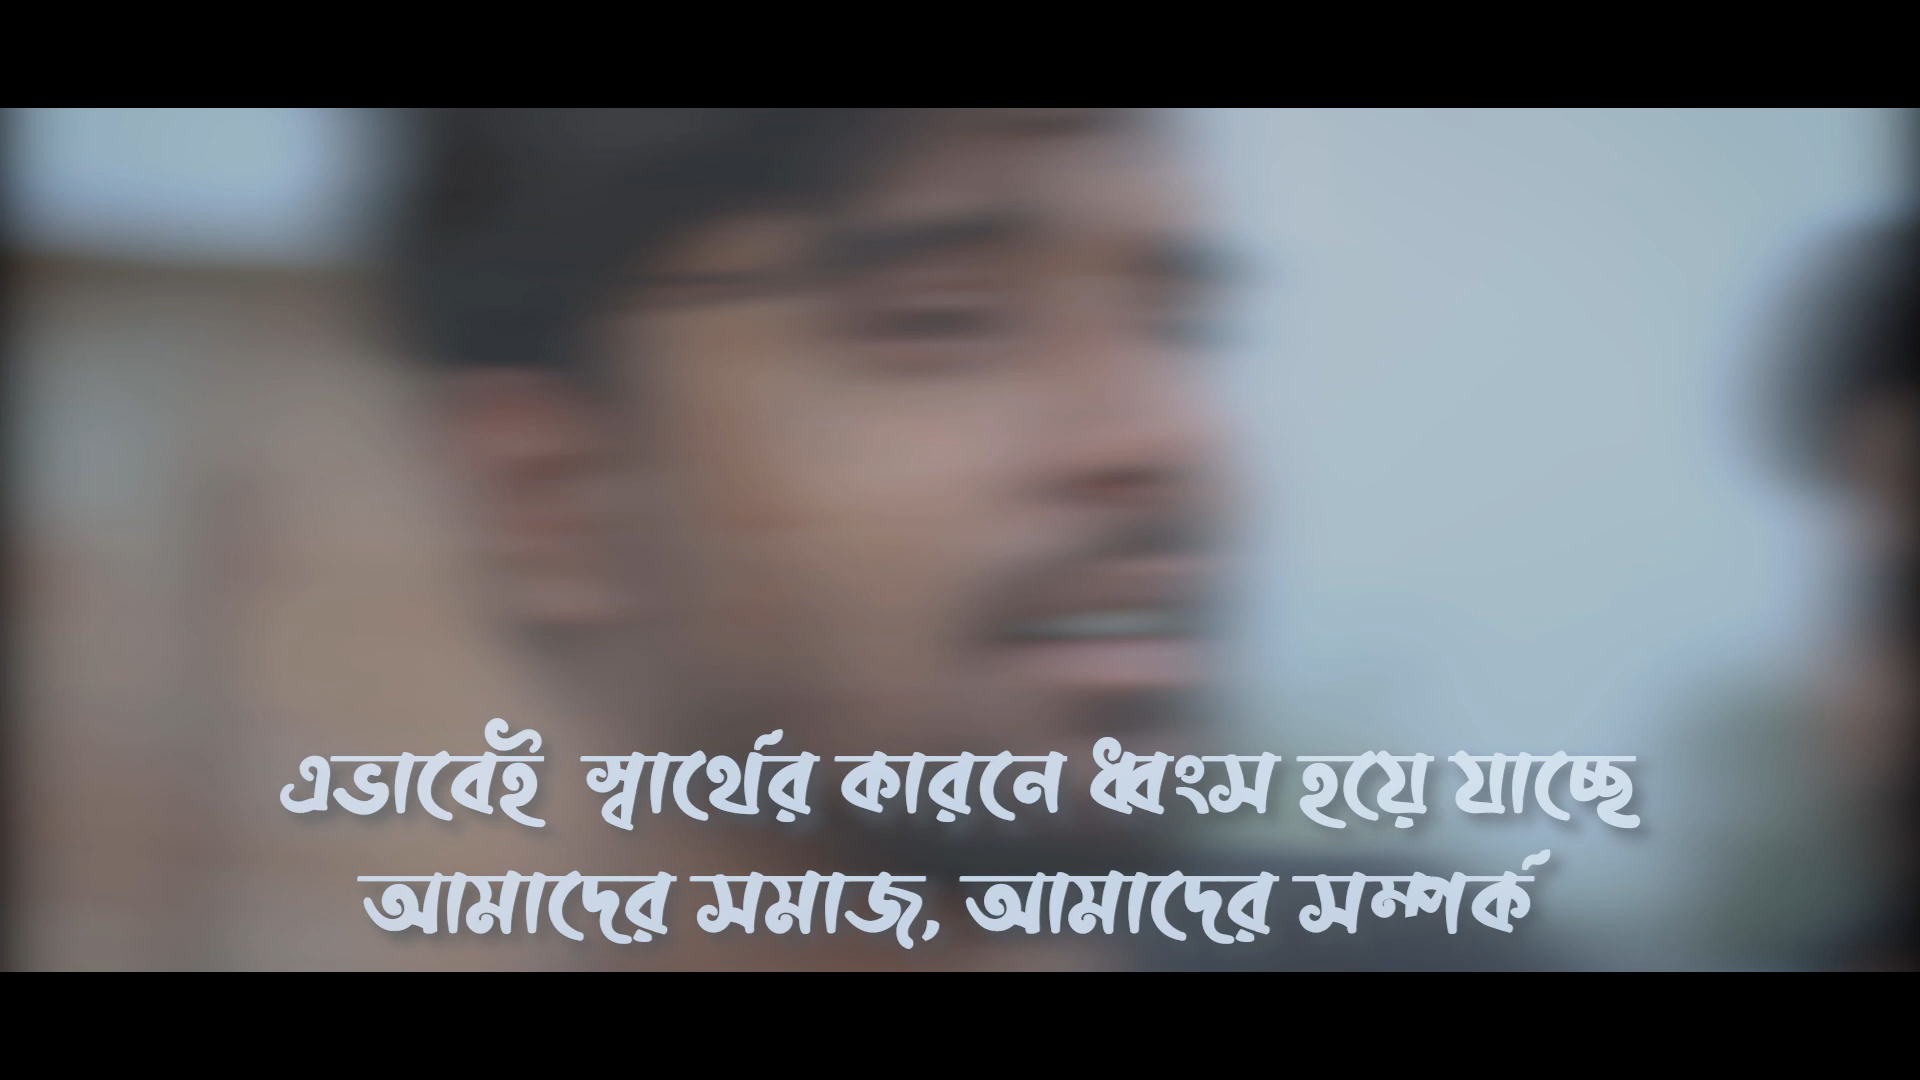 এভাবেই স্বার্থের কারনে ধ্বংস হয়ে যাচ্ছে
আমাদের সমাজ, আমাদের সম্পর্ক